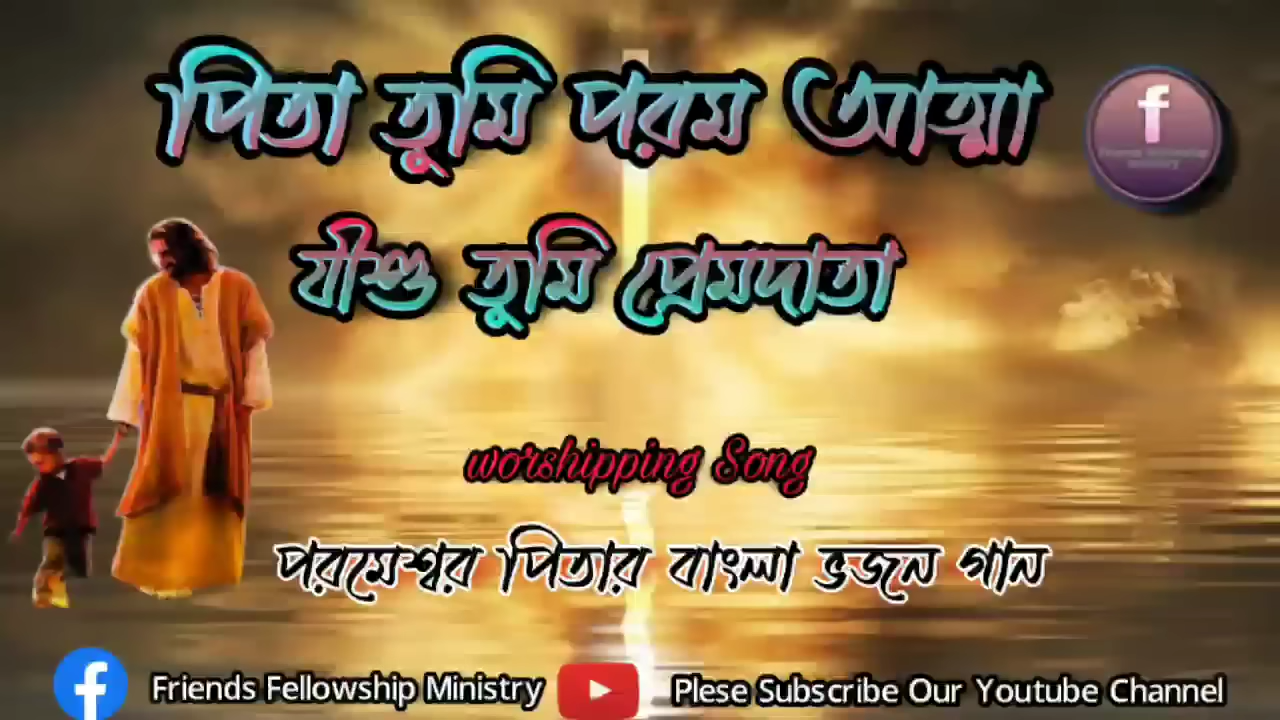 পিতা তুমি পরম আত্মা
যীশু তুমি প্রেমদাতা
worshipping Song
পরমেশ্বর পিতার বাংলা ভজন গান
Friends Fellowship Ministry
Plese Subscribe Our Youtube Channel